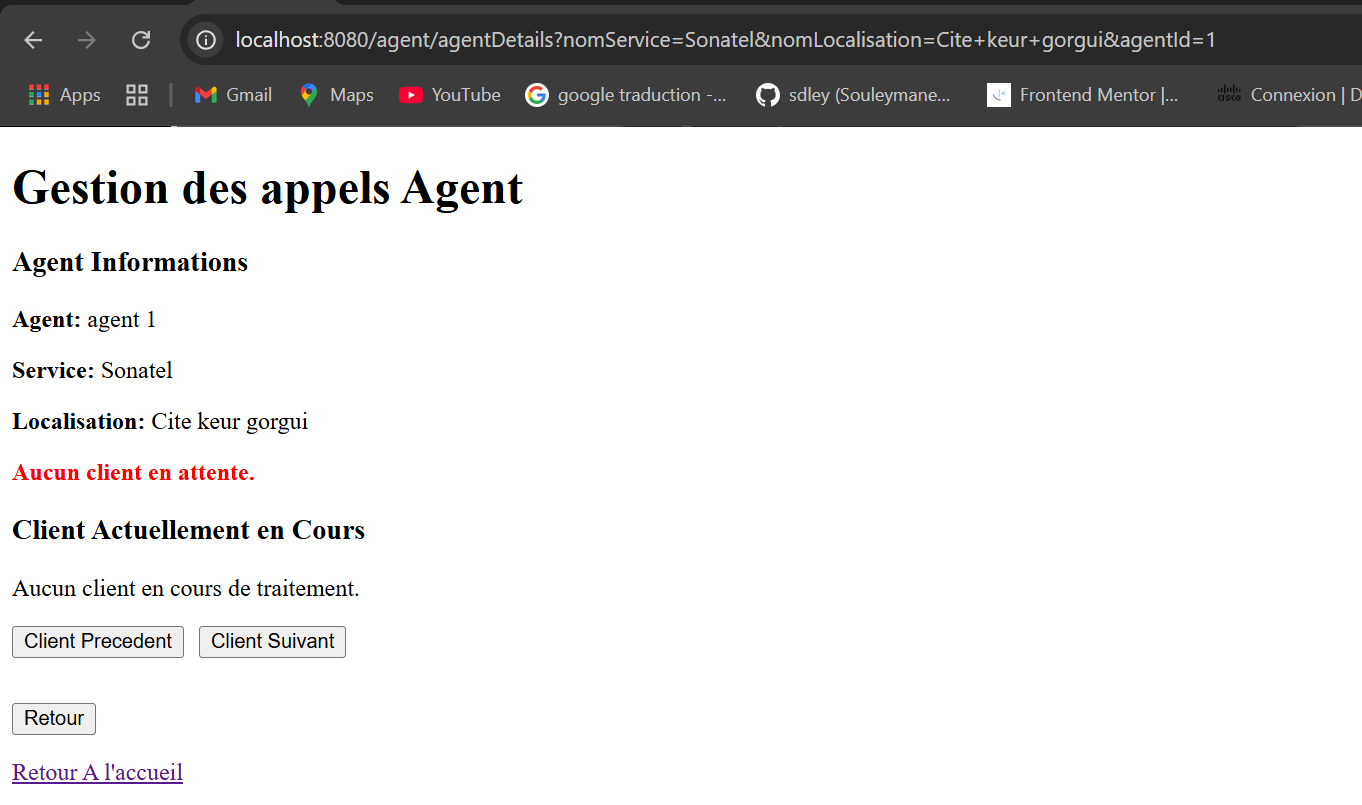 localhost:8080/agent/agentDetails?nomService=Sonatel&nomLocalisation=Cite+keur+gorgui&agentId=1
Apps Gmail Maps YouTube google traduction -... sdley (Souleymane... Frontend Mentor |... CISCO Connexion | D
Gestion des appels Agent
Agent Informations
Agent: agent 1
Service: Sonatel
Localisation: Cite keur gorgui
Aucun client en attente.
Client Actuellement en Cours
Aucun client en cours de traitement.
Client Precedent Client Suivant
Retour
Retour A l'accueil